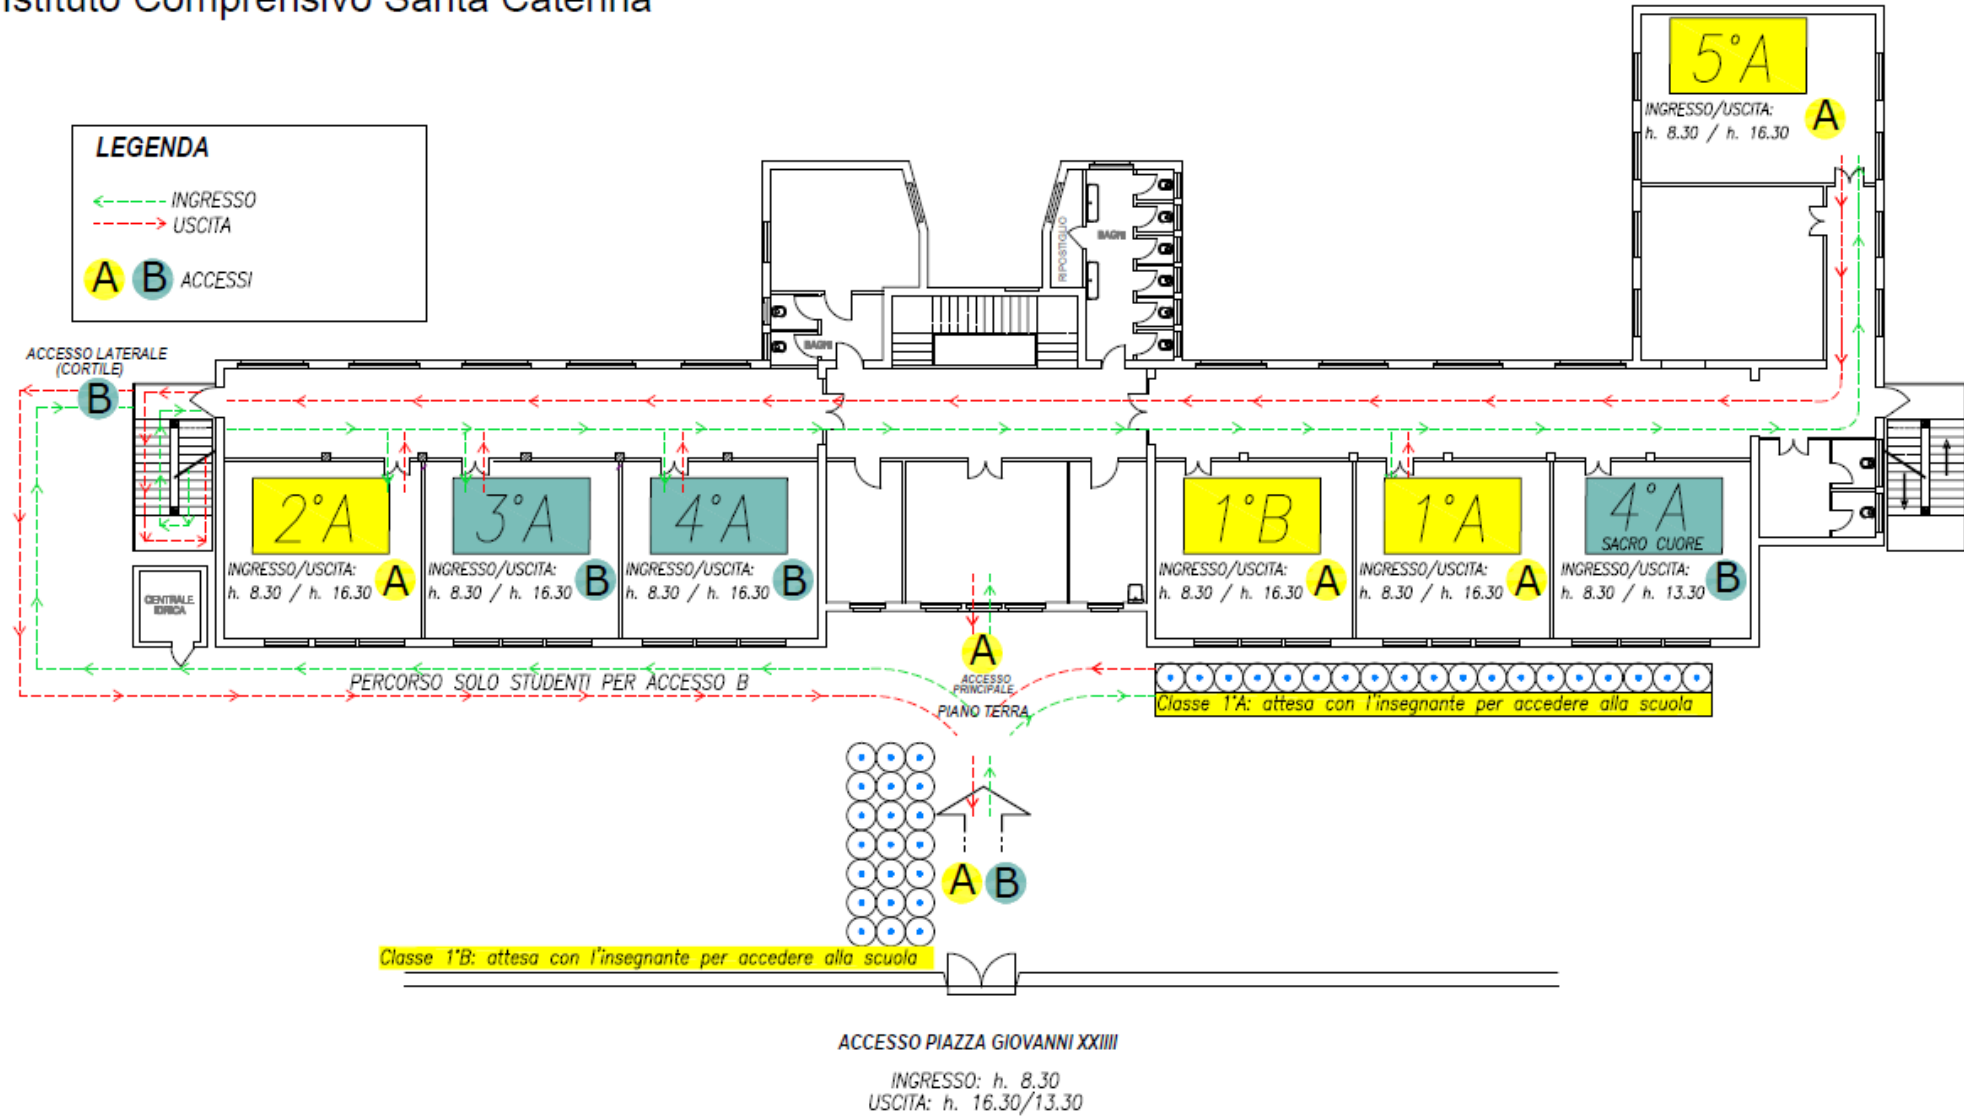 Istituto Comprensivo Santa Caterina
5°A
INGRESSO/USCITA:
h. 8.30 / h. 16.30
A
LEGENDA
INGRESSO
USCITA
A B ACCESSI
RIPOSTIGLIO
BAGNI
BAGNI
ACCESSO LATERALE
(CORTILE)
B
2°A
INGRESSO/USCITA:
h. 8.30 / h. 16.30
A
3°A
INGRESSO/USCITA:
h. 8.30 / h. 16.30
B
4°A
INGRESSO/USCITA:
h. 8.30 / h. 16.30
B
1°B
INGRESSO/USCITA:
h. 8.30 / h. 16.30
A
1°A
INGRESSO/USCITA:
h. 8.30 / h. 16.30
A
4°A
SACRO CUORE
INGRESSO/USCITA:
h. 8.30 / h. 13.30
B
CENTRALE
IDRICA
A
ACCESSO
PRINCIPALE
PIANO TERRA
PERCORSO SOLO STUDENTI PER ACCESSO B
Classe 1°A: attesa con l'insegnante per accedere alla scuola
A B
Classe 1°B: attesa con l'insegnante per accedere alla scuola
ACCESSO PIAZZA GIOVANNI XXIIII
INGRESSO: h. 8.30
USCITA: h. 16.30/13.30